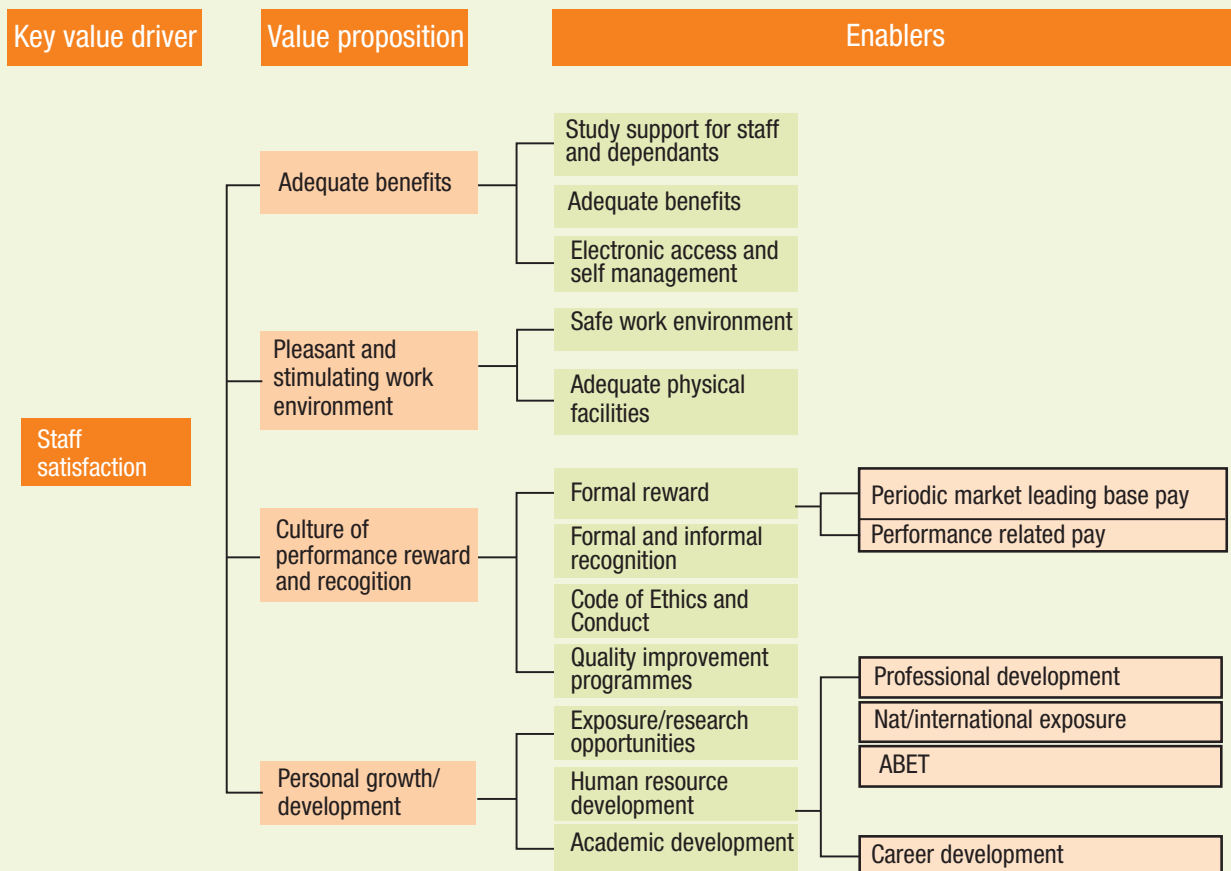 Key value driver
Value proposition
Enablers
Staff
satisfaction
Adequate benefits
Study support for staff
and dependants
Adequate benefits
Electronic access and
self management
Pleasant and
stimulating work
environment
Safe work environment
Adequate physical
facilities
Culture of
performance reward
and recogition
Formal reward
Periodic market leading base pay
Performance related pay
Formal and informal
recognition
Code of Ethics and
Conduct
Quality improvement
programmes
Personal growth/
development
Exposure/research
opportunities
Human resource
development
Academic development
Professional development
Nat/international exposure
ABET
Career development